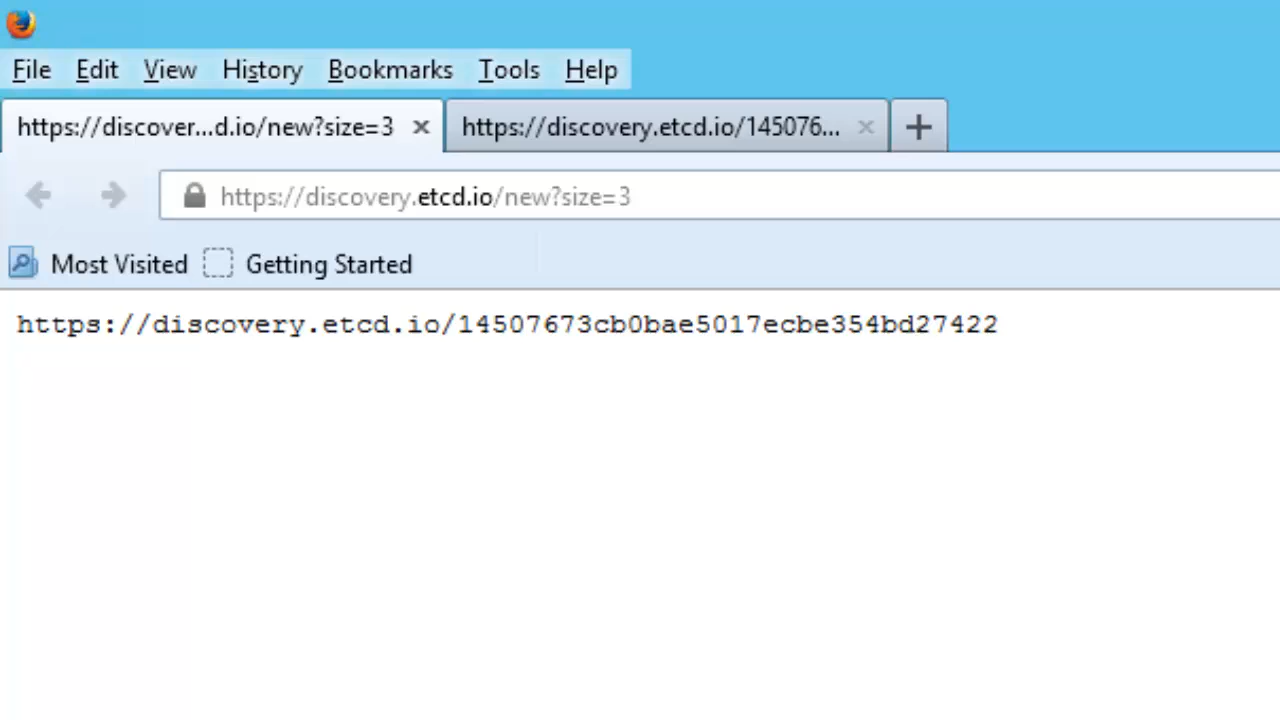 File Edit View History Bookmarks Tools Help
https://discover...d.io/new?size=3 https://discovery.etcd.io/145076...
https://discovery.etcd.io/new?size=3
Most Visited Getting Started
https://discovery.etcd.io/14507673cb0bae5017ecbe354bd27422